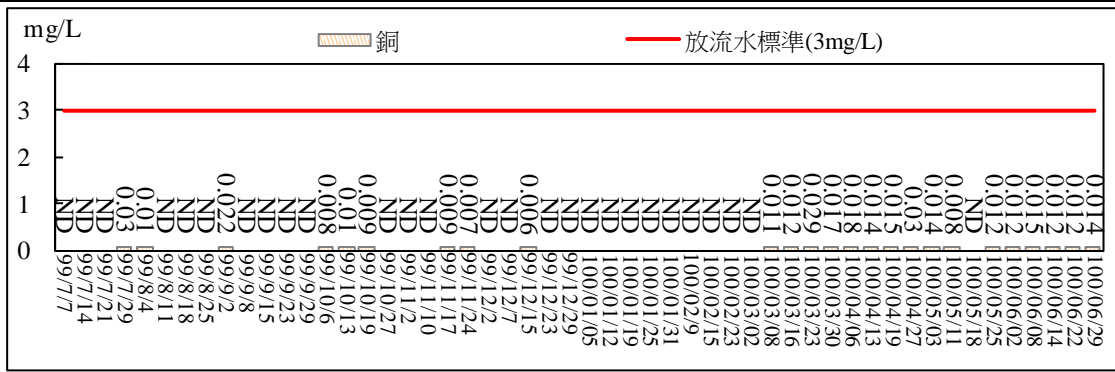 mg/L
銅 放流水標準(3mg/L)
4
3
2
1
0
ND ND ND 0.03 0.01 ND ND ND 0.022 ND ND ND ND 0.008 0.01 0.009 ND ND ND 0.009 0.007 ND ND 0.006 ND ND ND ND ND ND ND ND ND ND ND 0.011 0.012 0.029 0.017 0.018 0.014 0.015 0.03 0.014 0.008 ND 0.012 0.012 0.015 0.012 0.012 0.014
99/7/7 99/7/14 99/7/21 99/7/29 99/8/4 99/8/11 99/8/18 99/8/25 99/9/2 99/9/8 99/9/15 99/9/23 99/9/29 99/10/6 99/10/13 99/10/19 99/10/27 99/11/2 99/11/10 99/11/17 99/11/24 99/12/2 99/12/7 99/12/15 99/12/23 99/12/29 100/01/05 100/01/12 100/01/19 100/01/25 100/01/31 100/02/9 100/02/15 100/02/23 100/03/02 100/03/08 100/03/16 100/03/23 100/03/30 100/04/06 100/04/13 100/04/19 100/04/27 100/05/03 100/05/11 100/05/18 100/05/25 100/06/02 100/06/08 100/06/14 100/06/22 100/06/29